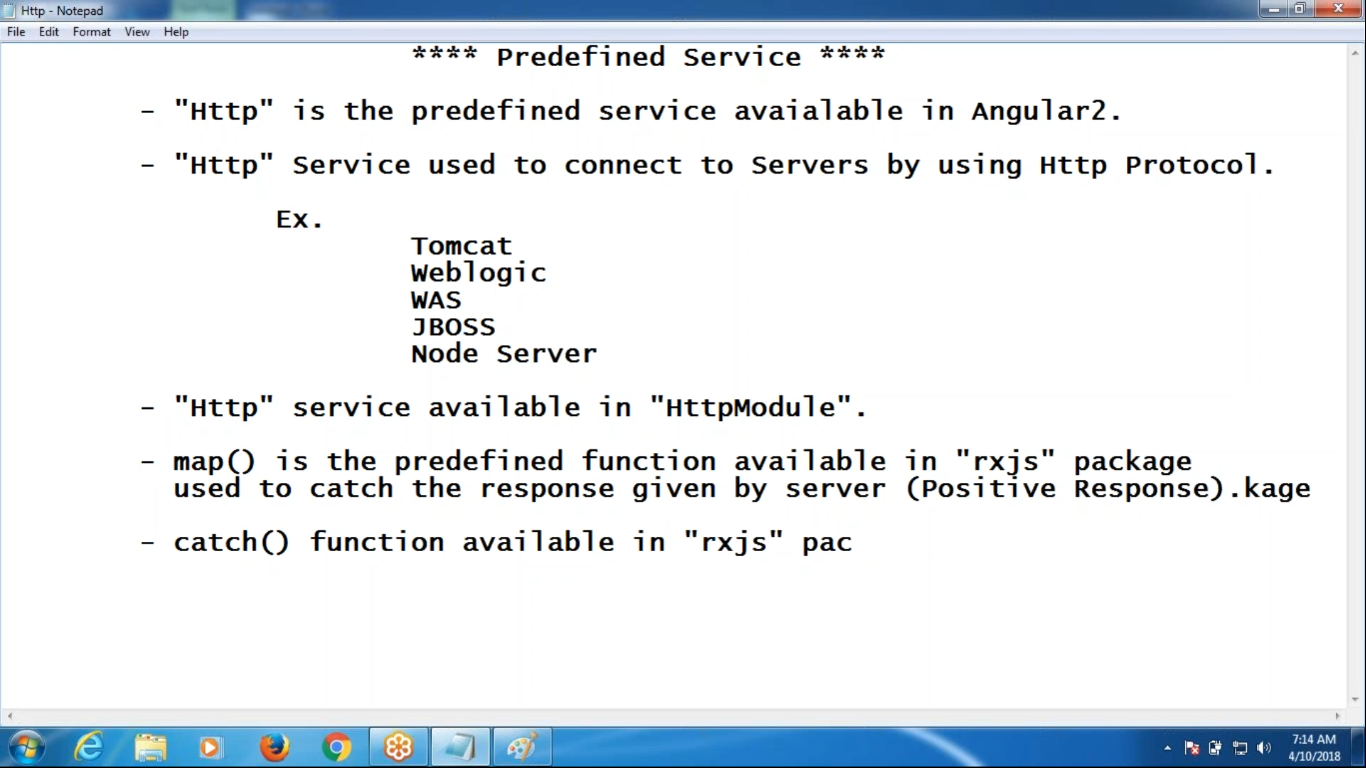 Http - Notepad
File Edit Format View Help
**** Predefined Service ****
- "Http" is the predefined service avaialable in Angular2.
- "Http" Service used to connect to Servers by using Http Protocol.
Ex.
Tomcat
Weblogic
WAS
JBOSS
Node Server
- "Http" service available in "HttpModule".
- map() is the predefined function available in "rxjs" package
used to catch the response given by server (Positive Response).kage
- catch() function available in "rxjs" pac
7:14 AM
4/10/2018